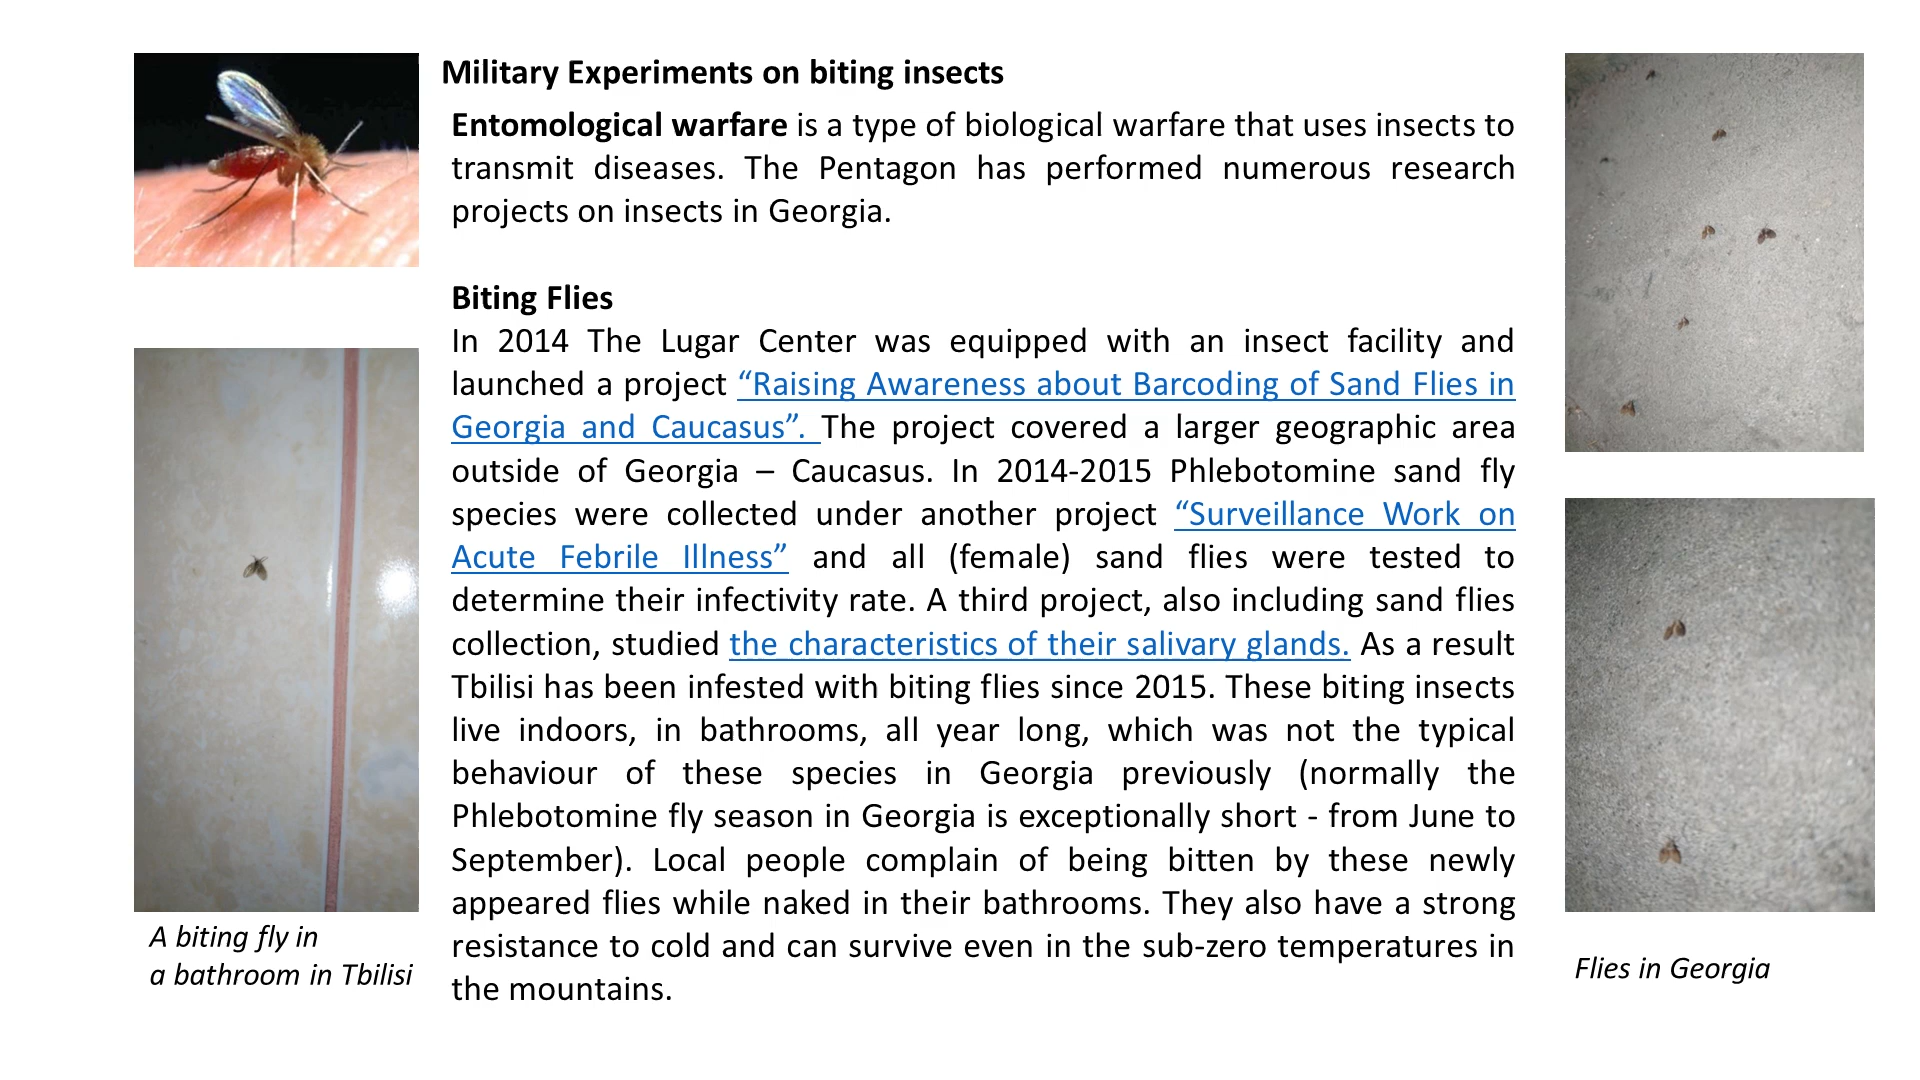 Military Experiments on biting insects
Entomological warfare is a type of biological warfare that uses insects to
transmit diseases. The Pentagon has performed numerous research
projects on insects in Georgia.
Biting Flies
In 2014 The Lugar Center was equipped with an insect facility and
launched a project “Raising Awareness about Barcoding of Sand Flies in
Georgia and Caucasus”. The project covered a larger geographic area
outside of Georgia – Caucasus. In 2014-2015 Phlebotomine sand fly
species were collected under another project “Surveillance Work on
Acute Febrile Illness” and all (female) sand flies were tested to
determine their infectivity rate. A third project, also including sand flies
collection, studied the characteristics of their salivary glands. As a result
Tbilisi has been infested with biting flies since 2015. These biting insects
live indoors, in bathrooms, all year long, which was not the typical
behaviour of these species in Georgia previously (normally the
Phlebotomine fly season in Georgia is exceptionally short - from June to
September). Local people complain of being bitten by these newly
appeared flies while naked in their bathrooms. They also have a strong
resistance to cold and can survive even in the sub-zero temperatures in
the mountains.
A biting fly in
a bathroom in Tbilisi
Flies in Georgia